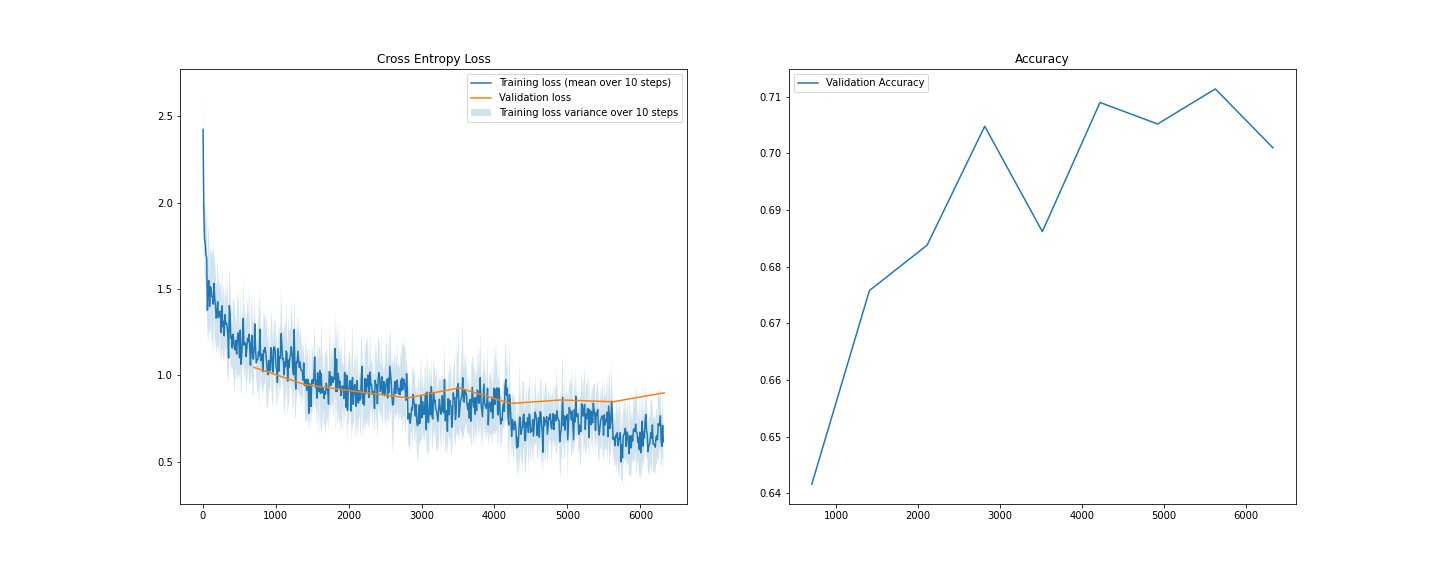 Cross Entropy Loss
Training loss (mean over 10 steps)
Validation loss
Training loss variance over 10 steps
2.5
2.0
1.5
1.0
0.5
0 1000 2000 3000 4000 5000 6000
Accuracy
Validation Accuracy
0.71
0.70
0.69
0.68
0.67
0.66
0.65
0.64
1000 2000 3000 4000 5000 6000